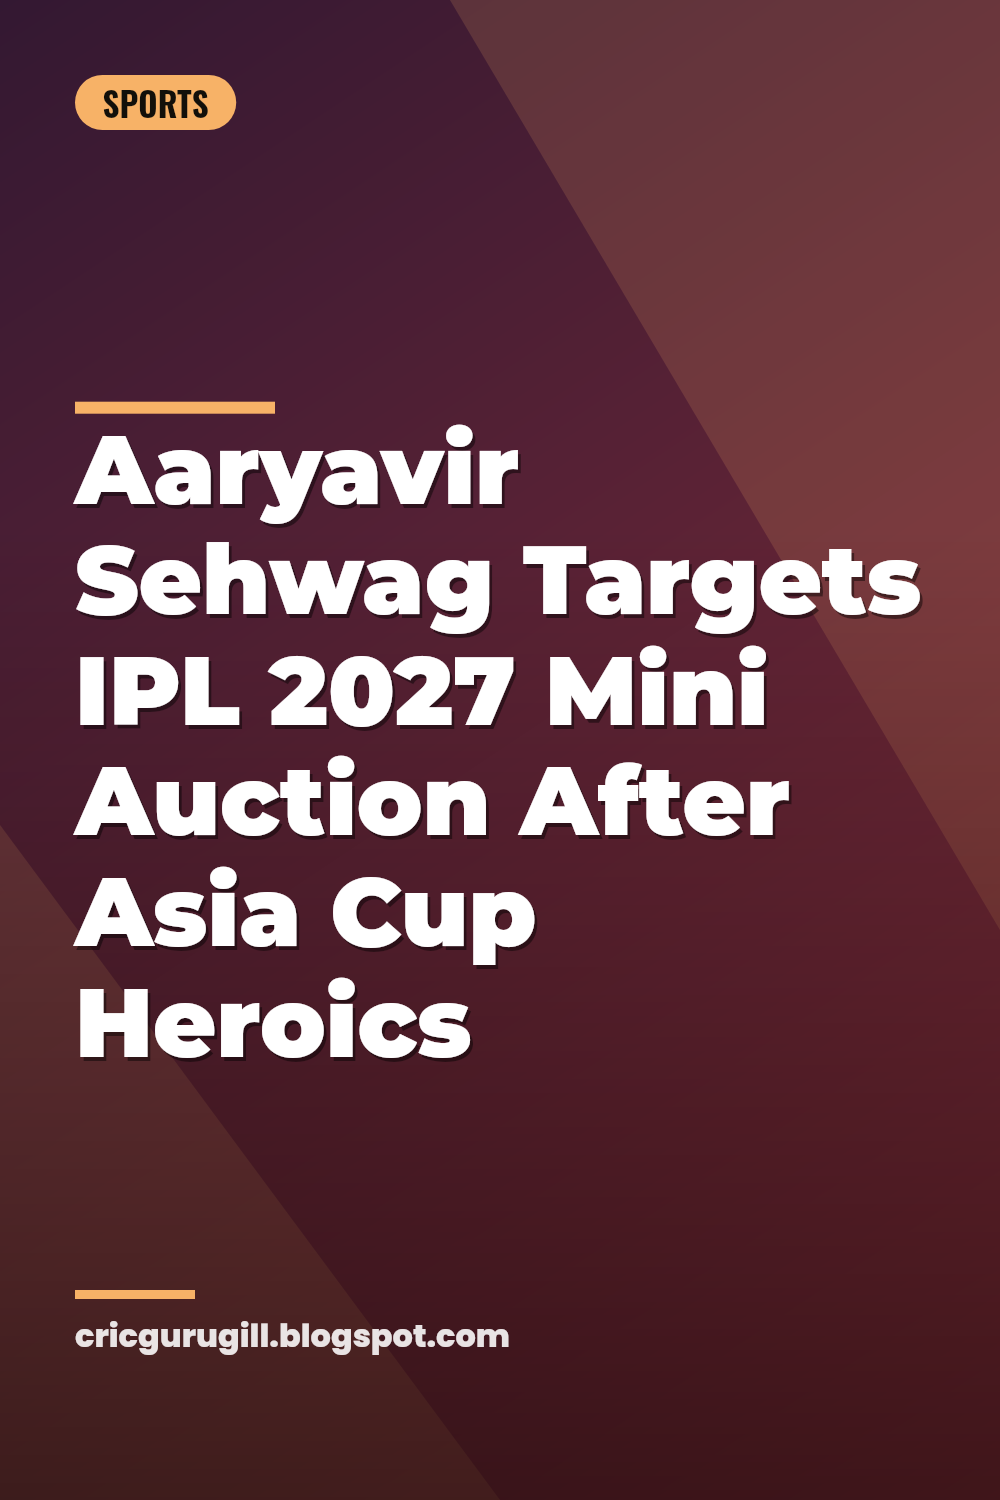 SPORTS
Aaryavir
Sehwag Targets
IPL 2027 Mini
Auction After
Asia Cup
Heroics
cricgurugill.blogspot.com